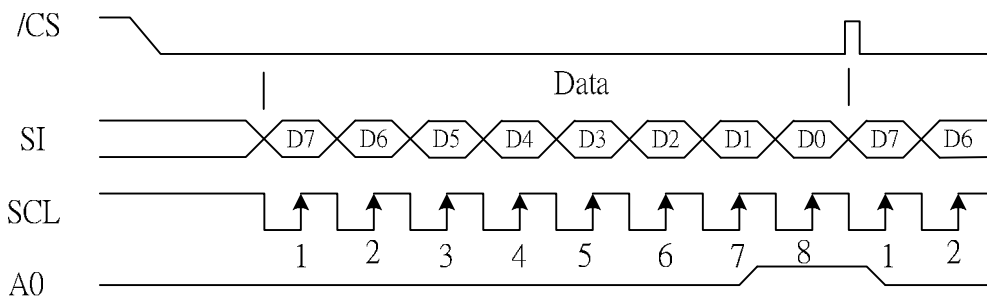 /CS
Data
SI D7 D6 D5 D4 D3 D2 D1 D0 D7 D6
SCL
1 2 3 4 5 6 7 8 1 2
A0